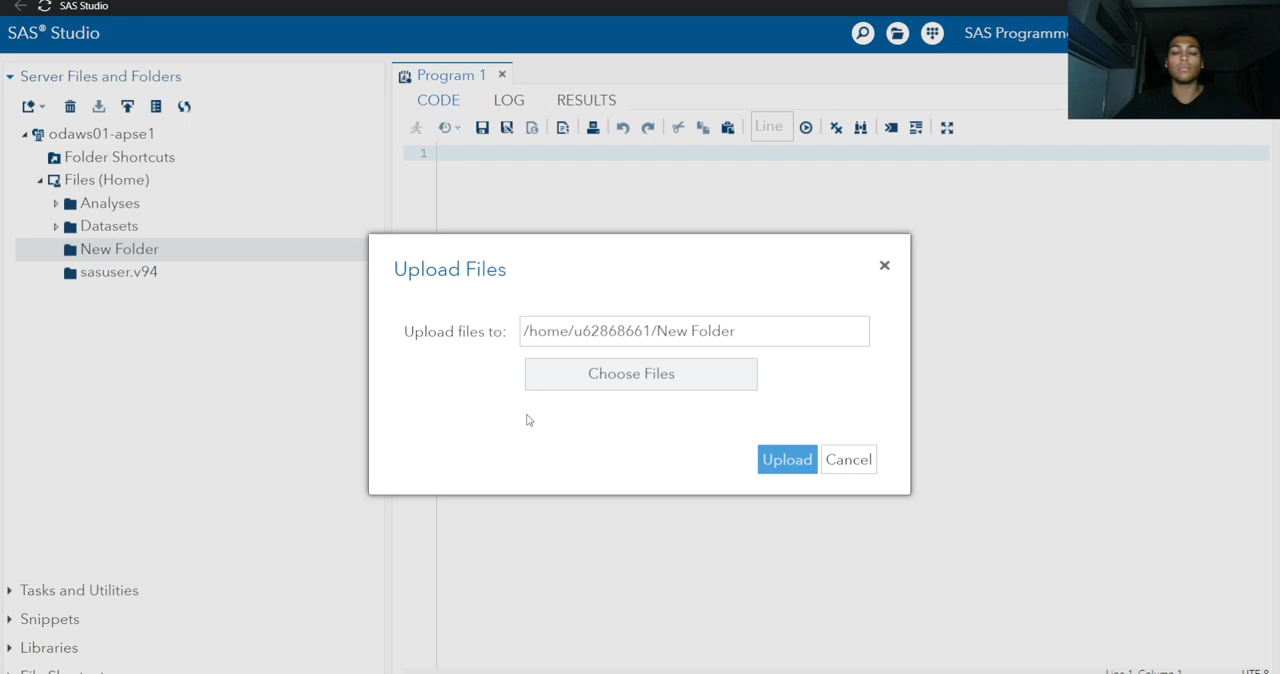 SAS Studio
SAS® Studio
SAS Programm
Server Files and Folders
odaws01-apse1
Folder Shortcuts
Files (Home)
Analyses
Datasets
New Folder
sasuser.v94
Tasks and Utilities
Snippets
Libraries
Program 1
CODE LOG RESULTS
Line
1
Upload Files
Upload files to: /home/u62868661/New Folder
Choose Files
Upload Cancel